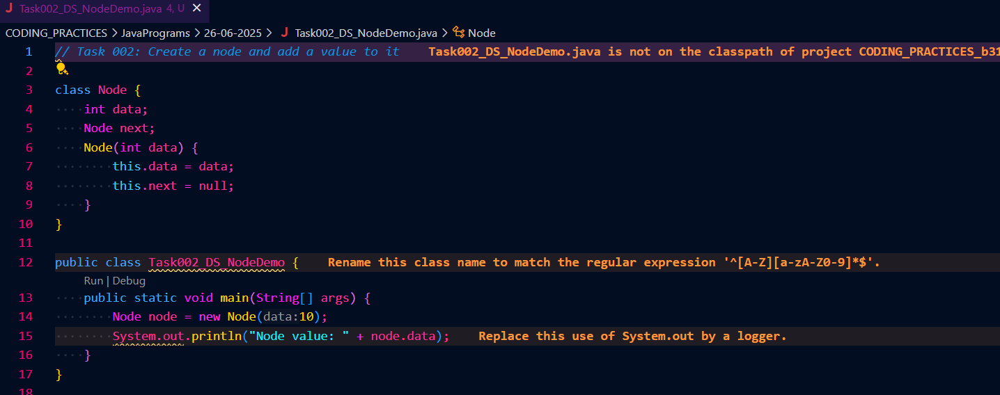 J Task002_DS_NodeDemo.java 4, U ×
CODING_PRACTICES > JavaPrograms > 26-06-2025 > J Task002_DS_NodeDemo.java > Node
1 // Task 002: Create a node and add a value to it Task002_DS_NodeDemo.java is not on the classpath of project CODING_PRACTICES_b31
2
3 class Node {
4 int data;
5 Node next;
6 Node(int data) {
7 this.data = data;
8 this.next = null;
9 }
10 }
11
12 public class Task002_DS_NodeDemo { Rename this class name to match the regular expression '^[A-Z][a-zA-Z0-9]*$'.
Run | Debug
13 public static void main(String[] args) {
14 Node node = new Node(data:10);
15 System.out.println("Node value: " + node.data); Replace this use of System.out by a logger.
16 }
17 }
18